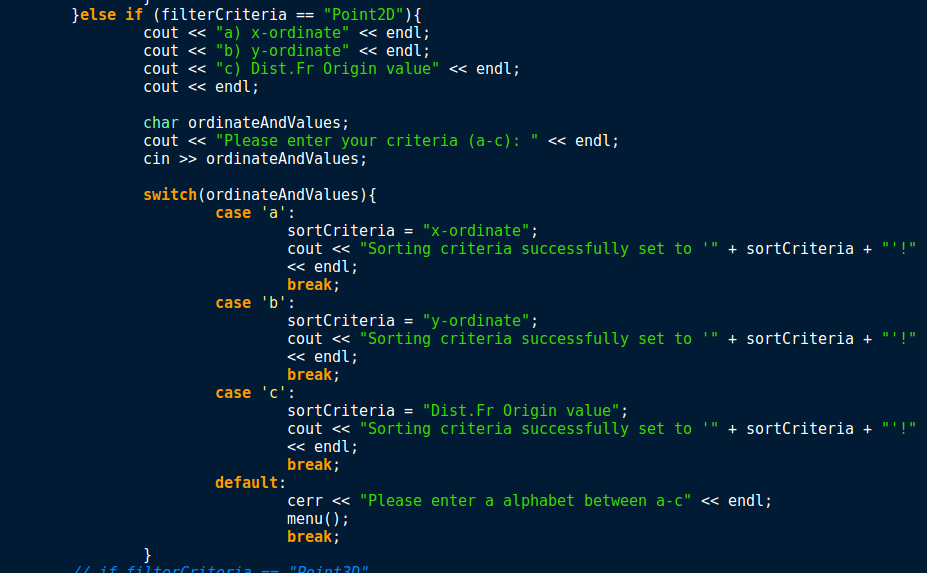 }else if (filterCriteria == "Point2D"){
cout << "a) x-ordinate" << endl;
cout << "b) y-ordinate" << endl;
cout << "c) Dist.Fr Origin value" << endl;
cout << endl;
char ordinateAndValues;
cout << "Please enter your criteria (a-c): " << endl;
cin >> ordinateAndValues;
switch(ordinateAndValues){
case 'a':
sortCriteria = "x-ordinate";
cout << "Sorting criteria successfully set to '" + sortCriteria + "'!"
<< endl;
break;
case 'b':
sortCriteria = "y-ordinate";
cout << "Sorting criteria successfully set to '" + sortCriteria + "'!"
<< endl;
break;
case 'c':
sortCriteria = "Dist.Fr Origin value";
cout << "Sorting criteria successfully set to '" + sortCriteria + "'!"
<< endl;
break;
default:
cerr << "Please enter a alphabet between a-c" << endl;
menu();
break;
}
// if filterCriteria == "Point3D"